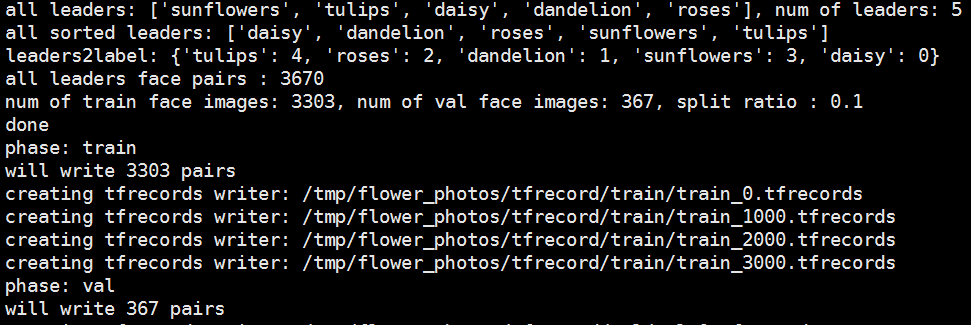 all leaders: ['sunflowers', 'tulips', 'daisy', 'dandelion', 'roses'], num of leaders: 5
all sorted leaders: ['daisy', 'dandelion', 'roses', 'sunflowers', 'tulips']
leaders2label: {'tulips': 4, 'roses': 2, 'dandelion': 1, 'sunflowers': 3, 'daisy': 0}
all leaders face pairs : 3670
num of train face images: 3303, num of val face images: 367, split ratio : 0.1
done
phase: train
will write 3303 pairs
creating tfrecords writer: /tmp/flower_photos/tfrecord/train/train_0.tfrecords
creating tfrecords writer: /tmp/flower_photos/tfrecord/train/train_1000.tfrecords
creating tfrecords writer: /tmp/flower_photos/tfrecord/train/train_2000.tfrecords
creating tfrecords writer: /tmp/flower_photos/tfrecord/train/train_3000.tfrecords
phase: val
will write 367 pairs